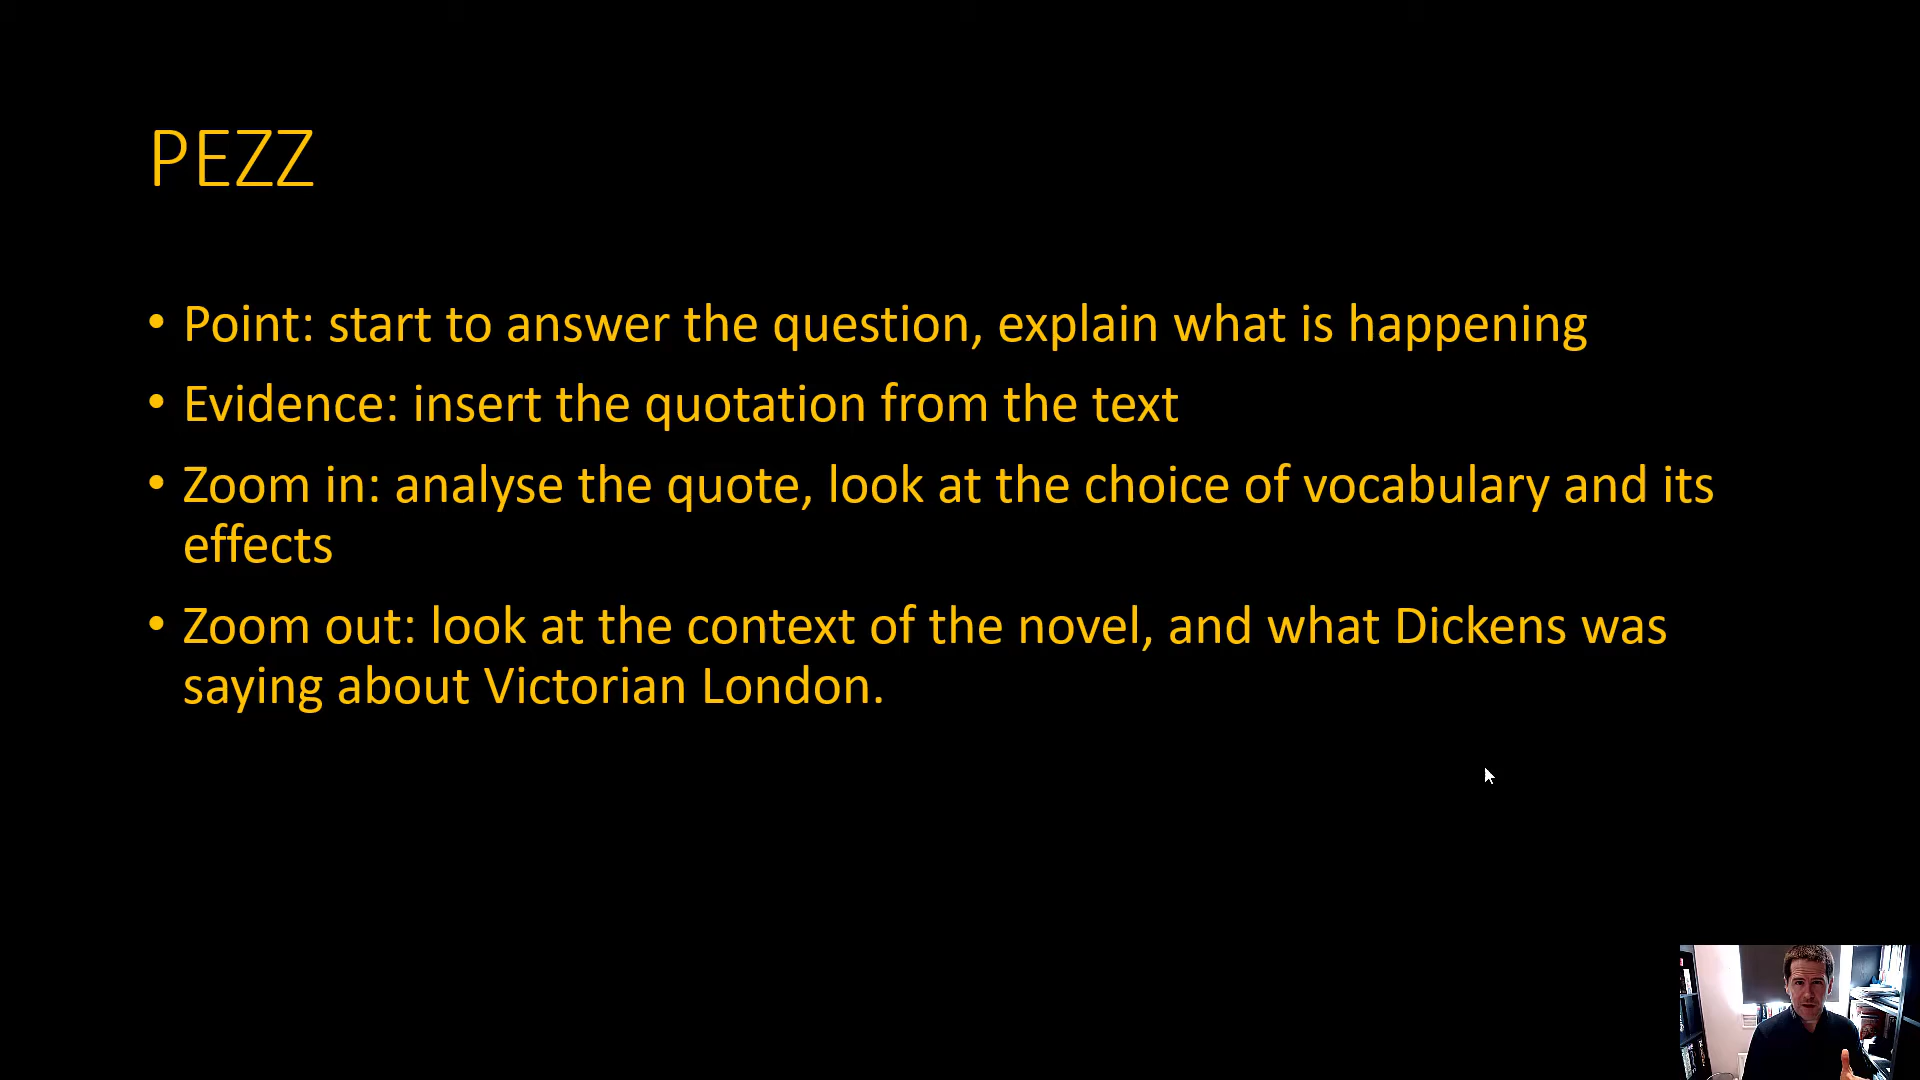 PEZZ
• Point: start to answer the question, explain what is happening
• Evidence: insert the quotation from the text
• Zoom in: analyse the quote, look at the choice of vocabulary and its
effects
• Zoom out: look at the context of the novel, and what Dickens was
saying about Victorian London.